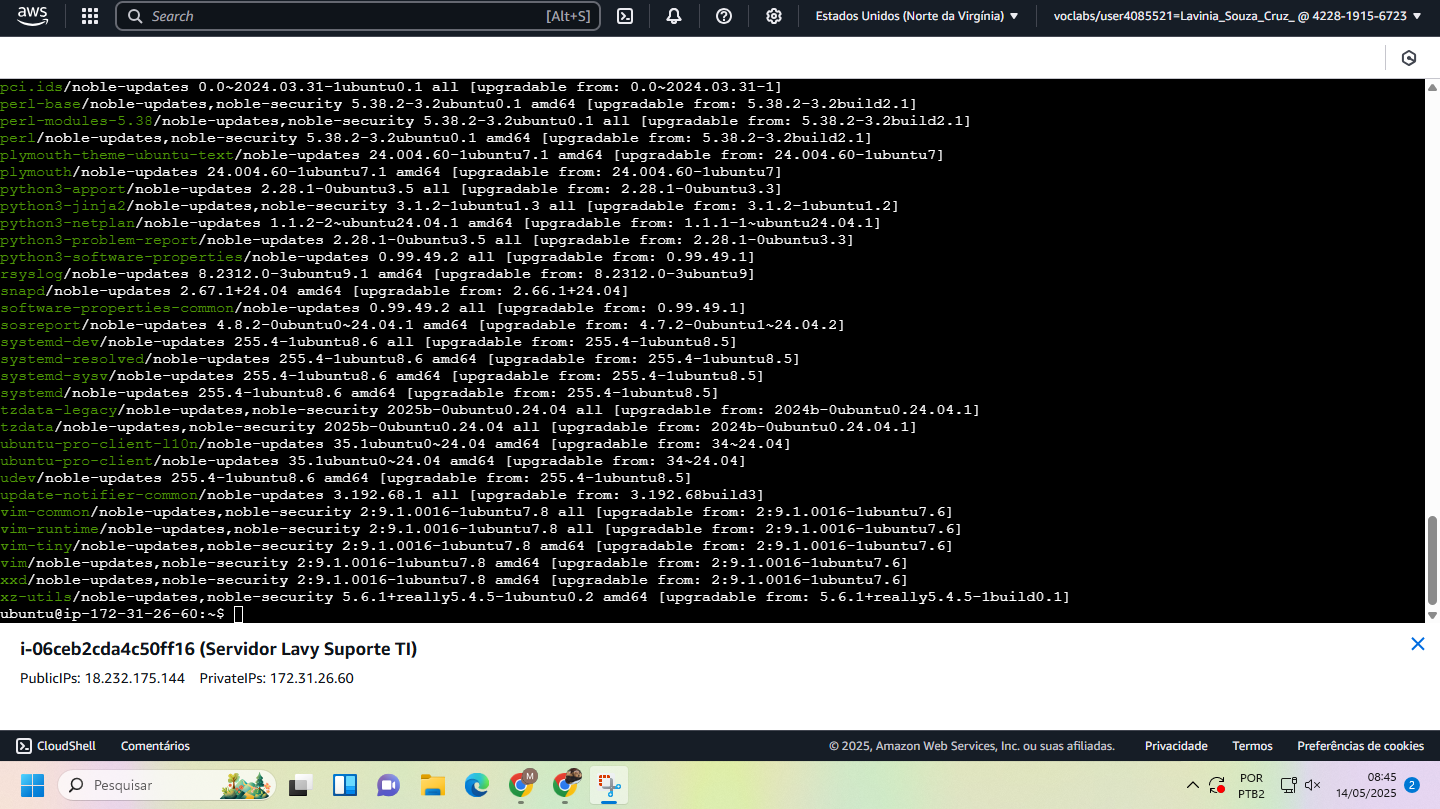 aws
Search
[Alt+S]
Estados Unidos (Norte da Virgínia)
voclabs/user4085521=Lavinia_Souza_Cruz_ @ 4228-1915-6723
pci.ids/noble-updates 0.0~2024.03.31-1ubuntu0.1 all [upgradable from: 0.0~2024.03.31-1]
perl-base/noble-updates,noble-security 5.38.2-3.2ubuntu0.1 amd64 [upgradable from: 5.38.2-3.2build2.1]
perl-modules-5.38/noble-updates,noble-security 5.38.2-3.2ubuntu0.1 all [upgradable from: 5.38.2-3.2build2.1]
perl/noble-updates,noble-security 5.38.2-3.2ubuntu0.1 amd64 [upgradable from: 5.38.2-3.2build2.1]
plymouth-theme-ubuntu-text/noble-updates 24.004.60-1ubuntu7.1 amd64 [upgradable from: 24.004.60-1ubuntu7]
plymouth/noble-updates 24.004.60-1ubuntu7.1 amd64 [upgradable from: 24.004.60-1ubuntu7]
python3-apport/noble-updates 2.28.1-0ubuntu3.5 all [upgradable from: 2.28.1-0ubuntu3.3]
python3-jinja2/noble-updates,noble-security 3.1.2-1ubuntu1.3 all [upgradable from: 3.1.2-1ubuntu1.2]
python3-netplan/noble-updates 1.1.2-2~ubuntu24.04.1 amd64 [upgradable from: 1.1.1-1~ubuntu24.04.1]
python3-problem-report/noble-updates 2.28.1-0ubuntu3.5 all [upgradable from: 2.28.1-0ubuntu3.3]
python3-software-properties/noble-updates 0.99.49.2 all [upgradable from: 0.99.49.1]
rsyslog/noble-updates 8.2312.0-3ubuntu9.1 amd64 [upgradable from: 8.2312.0-3ubuntu9]
snapd/noble-updates 2.67.1+24.04 amd64 [upgradable from: 2.66.1+24.04]
software-properties-common/noble-updates 0.99.49.2 all [upgradable from: 0.99.49.1]
sosreport/noble-updates 4.8.2-0ubuntu0~24.04.1 amd64 [upgradable from: 4.7.2-0ubuntu1~24.04.2]
systemd-dev/noble-updates 255.4-1ubuntu8.6 all [upgradable from: 255.4-1ubuntu8.5]
systemd-resolved/noble-updates 255.4-1ubuntu8.6 amd64 [upgradable from: 255.4-1ubuntu8.5]
systemd-sysv/noble-updates 255.4-1ubuntu8.6 amd64 [upgradable from: 255.4-1ubuntu8.5]
systemd/noble-updates 255.4-1ubuntu8.6 amd64 [upgradable from: 255.4-1ubuntu8.5]
tzdata-legacy/noble-updates,noble-security 2025b-0ubuntu0.24.04 all [upgradable from: 2024b-0ubuntu0.24.04.1]
tzdata/noble-updates,noble-security 2025b-0ubuntu0.24.04 all [upgradable from: 2024b-0ubuntu0.24.04.1]
ubuntu-pro-client-l10n/noble-updates 35.1ubuntu0~24.04 amd64 [upgradable from: 34~24.04]
ubuntu-pro-client/noble-updates 35.1ubuntu0~24.04 amd64 [upgradable from: 34~24.04]
udev/noble-updates 255.4-1ubuntu8.6 amd64 [upgradable from: 255.4-1ubuntu8.5]
update-notifier-common/noble-updates 3.192.68.1 all [upgradable from: 3.192.68build3]
vim-common/noble-updates,noble-security 2:9.1.0016-1ubuntu7.8 all [upgradable from: 2:9.1.0016-1ubuntu7.6]
vim-runtime/noble-updates,noble-security 2:9.1.0016-1ubuntu7.8 all [upgradable from: 2:9.1.0016-1ubuntu7.6]
vim-tiny/noble-updates,noble-security 2:9.1.0016-1ubuntu7.8 amd64 [upgradable from: 2:9.1.0016-1ubuntu7.6]
vim/noble-updates,noble-security 2:9.1.0016-1ubuntu7.8 amd64 [upgradable from: 2:9.1.0016-1ubuntu7.6]
xxd/noble-updates,noble-security 2:9.1.0016-1ubuntu7.8 amd64 [upgradable from: 2:9.1.0016-1ubuntu7.6]
xz-utils/noble-updates,noble-security 5.6.1+really5.4.5-1ubuntu0.2 amd64 [upgradable from: 5.6.1+really5.4.5-1build0.1]
ubuntu@ip-172-31-26-60:~$
i-06ceb2cda4c50ff16 (Servidor Lavy Suporte TI)
PublicIPs: 18.232.175.144 PrivateIPs: 172.31.26.60
CloudShell
Comentários
© 2025, Amazon Web Services, Inc. ou suas afiliadas.
Privacidade
Termos
Preferências de cookies
Pesquisar
M
POR
PTB2
08:45
14/05/2025
2